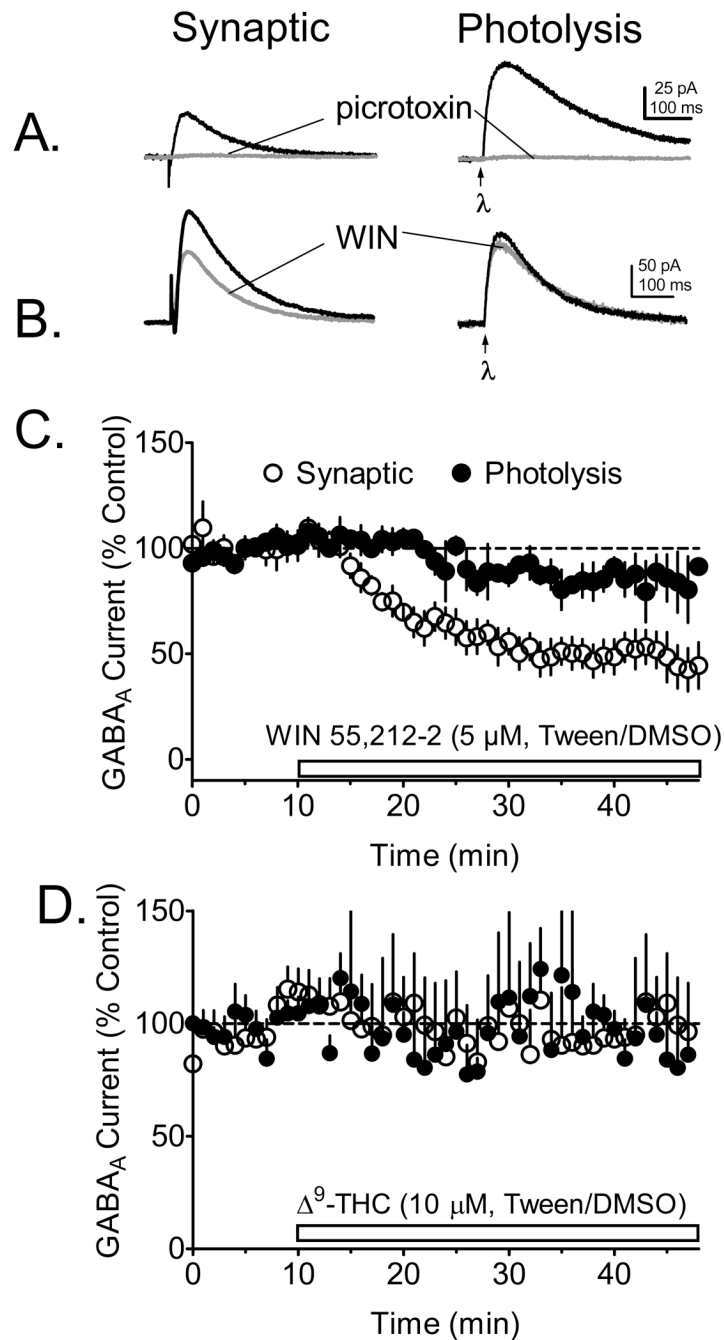 Synaptic Photolysis
A.
picrotoxin
25 pA
100 ms
λ
B.
WIN
50 pA
100 ms
λ
C.
GABA_A Current (% Control)
150
100
50
0
Synaptic Photolysis
WIN 55,212-2 (5 µM, Tween/DMSO)
0 10 20 30 40
Time (min)
D.
GABA_A Current (% Control)
150
100
50
0
Δ⁹-THC (10 µM, Tween/DMSO)
0 10 20 30 40
Time (min)